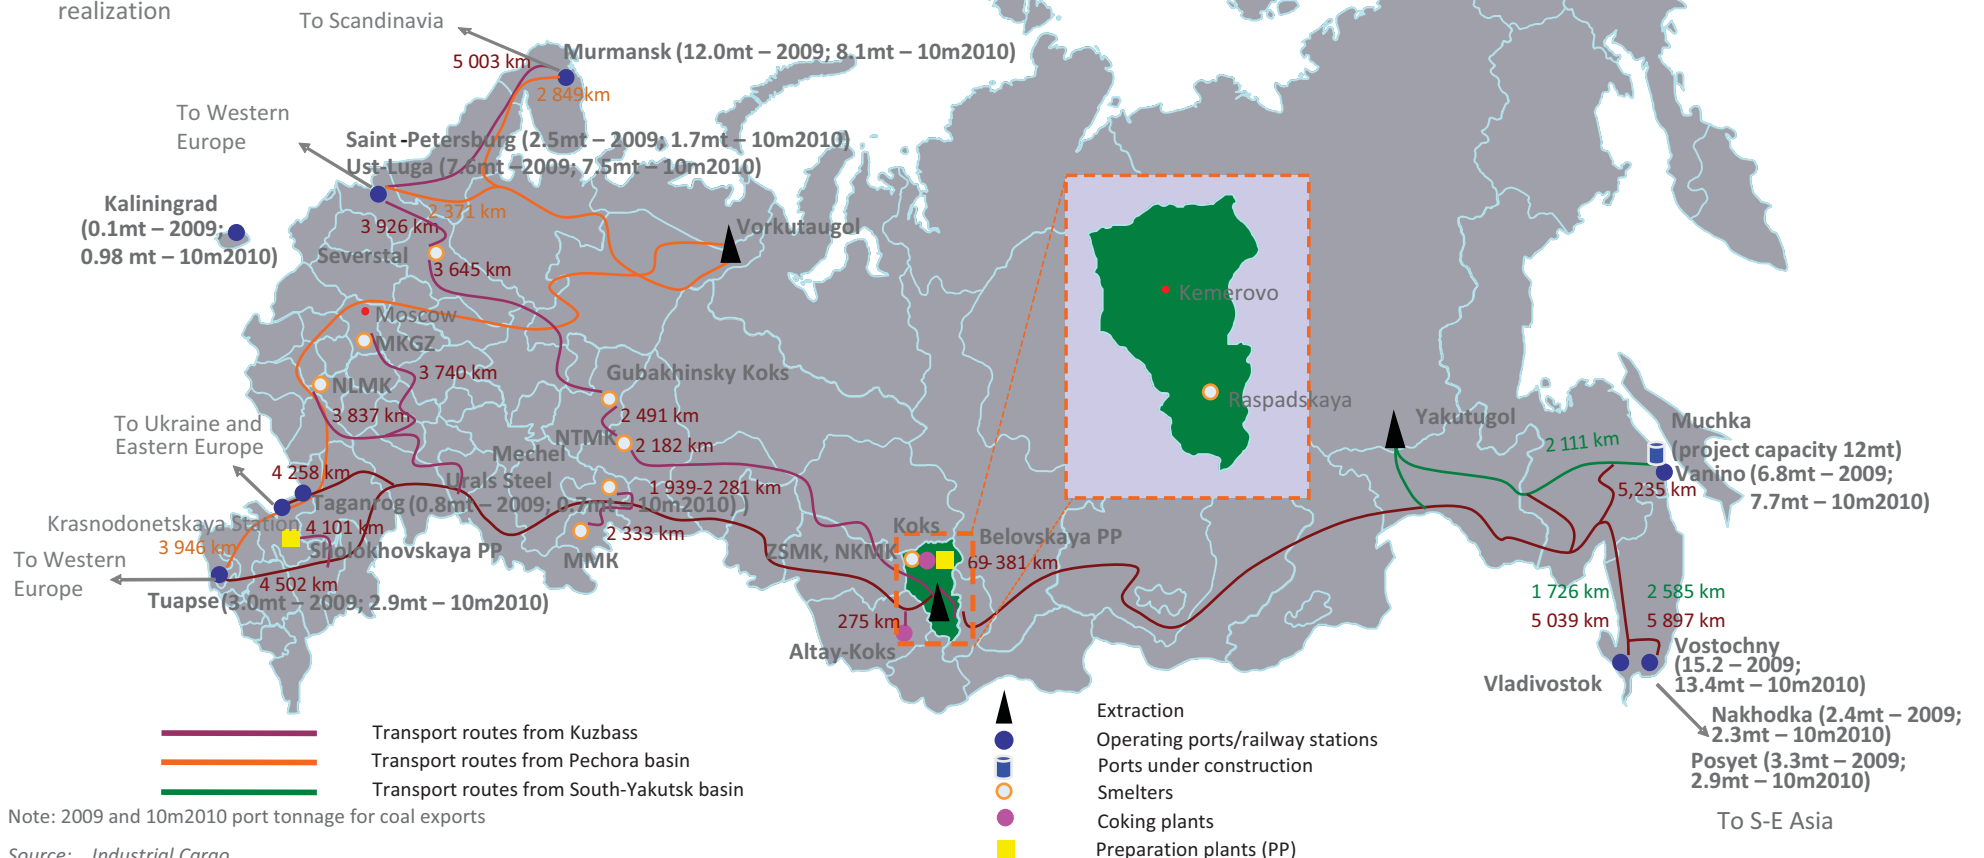 realization
To Scandinavia
Murmansk (12.0mt – 2009; 8.1mt – 10m2010)
5 003 km
2 849km
To Western
Europe
Saint -Petersburg (2.5mt – 2009; 1.7mt – 10m2010)
Ust-Luga (7.6mt –2009; 7.5mt – 10m2010)
Kaliningrad
(0.1mt – 2009;
0.98 mt – 10m2010)
2 371 km
3 926 km
Severstal
3 645 km
Vorkutaugol
Kemerovo
Raspadskaya
Moscow
MKGZ
3 740 km
NLMK
3 837 km
Gubakhinsky Koks
2 491 km
NTMK
2 182 km
Mechel
Urals Steel
1 939-2 281 km
To Ukraine and
Eastern Europe
4 258 km
Taganrog (0.8mt – 2009; 0.7mt – 10m2010) )
Krasnodonetskaya Station
4 101 km
3 946 km
Sholokhovskaya PP
2 333 km
MMK
To Western
Europe
4 502 km
Tuapse (3.0mt – 2009; 2.9mt – 10m2010)
Koks
Belovskaya PP
ZSMK, NKMK
69-381 km
275 km
Altay-Koks
Yakutugol
2 111 km
Muchka
(project capacity 12mt)
Vanino (6.8mt – 2009;
7.7mt – 10m2010)
5,235 km
1 726 km
2 585 km
5 039 km
5 897 km
Vostochny
(15.2 – 2009;
13.4mt – 10m2010)
Vladivostok
Nakhodka (2.4mt – 2009;
2.3mt – 10m2010)
Posyet (3.3mt – 2009;
2.9mt – 10m2010)
To S-E Asia
Transport routes from Kuzbass
Transport routes from Pechora basin
Transport routes from South-Yakutsk basin
Extraction
Operating ports/railway stations
Ports under construction
Smelters
Coking plants
Preparation plants (PP)
Note: 2009 and 10m2010 port tonnage for coal exports
Source: Industrial Cargo